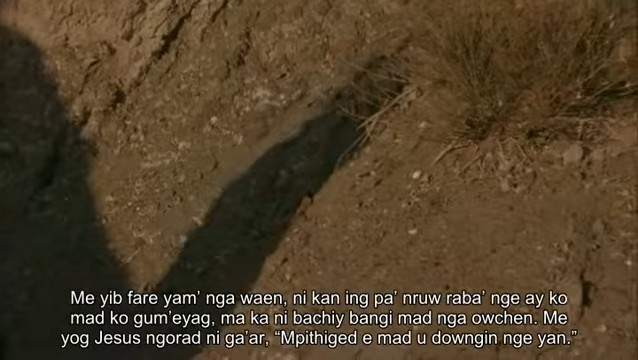 Me yib fare yam’ nga waen, ni kan ing pa’ nruw raba’ nge ay ko
mad ko gum’eyag, ma ka ni bachiy bangi mad nga owchen. Me
yog Jesus ngorad ni ga’ar, “Mpithiged e mad u downgin nge yan.”